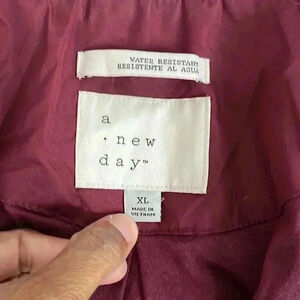 WATER RESISTANT
RESISTENTE AL AGUA
a
· new
day™
XL
MADE IN
VIETNAM